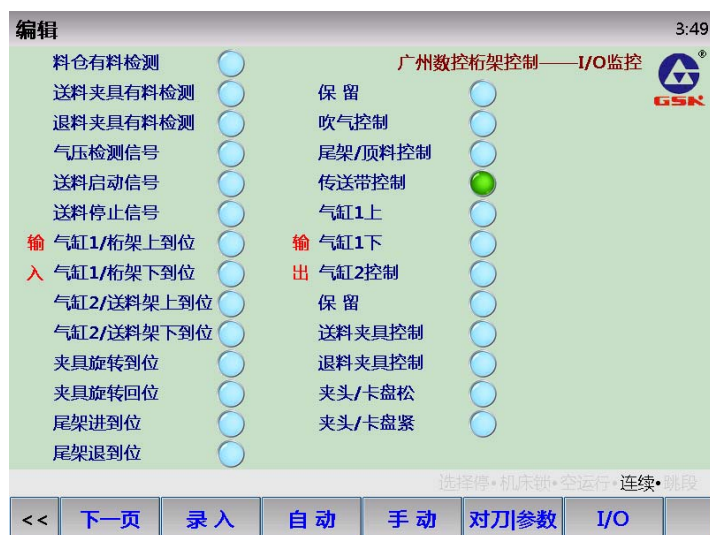 编辑 3:49
广州数控桁架控制——I/O监控
GSK ®
料仓有料检测
送料夹具有料检测
退料夹具有料检测
气压检测信号
送料启动信号
送料停止信号
输 气缸1/桁架上到位
入 气缸1/桁架下到位
气缸2/送料架上到位
气缸2/送料架下到位
夹具旋转到位
夹具旋转回位
尾架进到位
尾架退到位
保 留
吹气控制
尾架/顶料控制
传送带控制
气缸1上
输 气缸1下
出 气缸2控制
保 留
送料夹具控制
退料夹具控制
夹头/卡盘松
夹头/卡盘紧
选择停•机床锁•空运行•连续•跳段
<< 下一页 录 入 自 动 手 动 对刀|参数 I/O